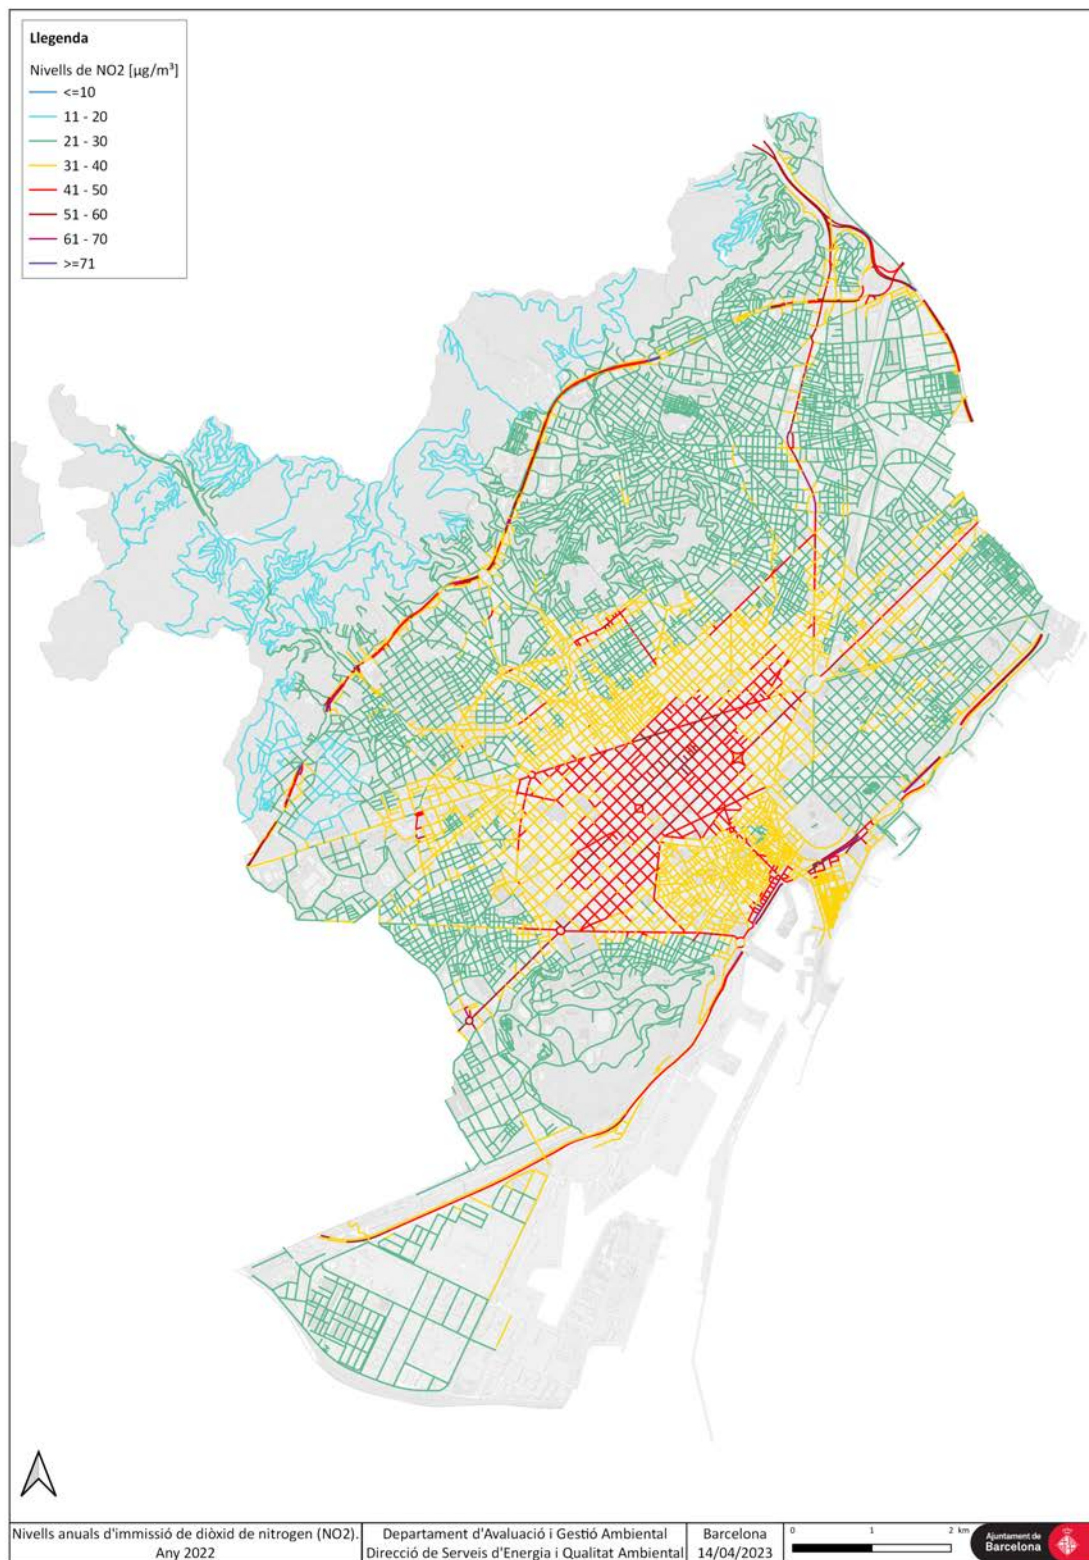 Llegenda
Nivells de NO2 [µg/m³]
<=10
11 - 20
21 - 30
31 - 40
41 - 50
51 - 60
61 - 70
>=71
Nivells anuals d'immissió de diòxid de nitrogen (NO2).
Any 2022
Departament d'Avaluació i Gestió Ambiental
Direcció de Serveis d'Energia i Qualitat Ambiental
Barcelona
14/04/2023
0 1 2 km
Ajuntament de
Barcelona